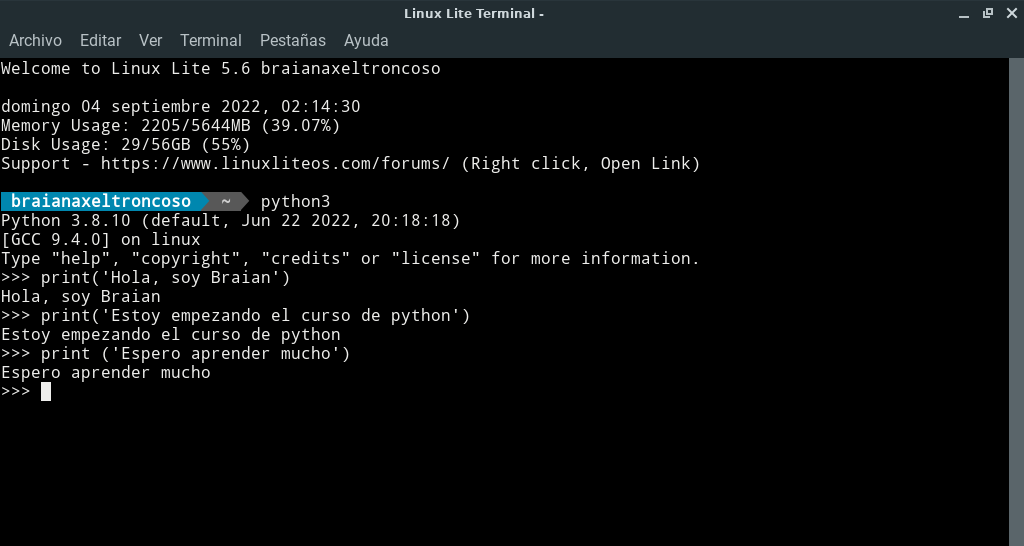 Linux Lite Terminal -
Archivo Editar Ver Terminal Pestañas Ayuda
Welcome to Linux Lite 5.6 braianaxeltroncoso
domingo 04 septiembre 2022, 02:14:30
Memory Usage: 2205/5644MB (39.07%)
Disk Usage: 29/56GB (55%)
Support - https://www.linuxliteos.com/forums/ (Right click, Open Link)
braianaxeltroncoso ~ python3
Python 3.8.10 (default, Jun 22 2022, 20:18:18)
[GCC 9.4.0] on linux
Type "help", "copyright", "credits" or "license" for more information.
>>> print('Hola, soy Braian')
Hola, soy Braian
>>> print('Estoy empezando el curso de python')
Estoy empezando el curso de python
>>> print ('Espero aprender mucho')
Espero aprender mucho
>>>